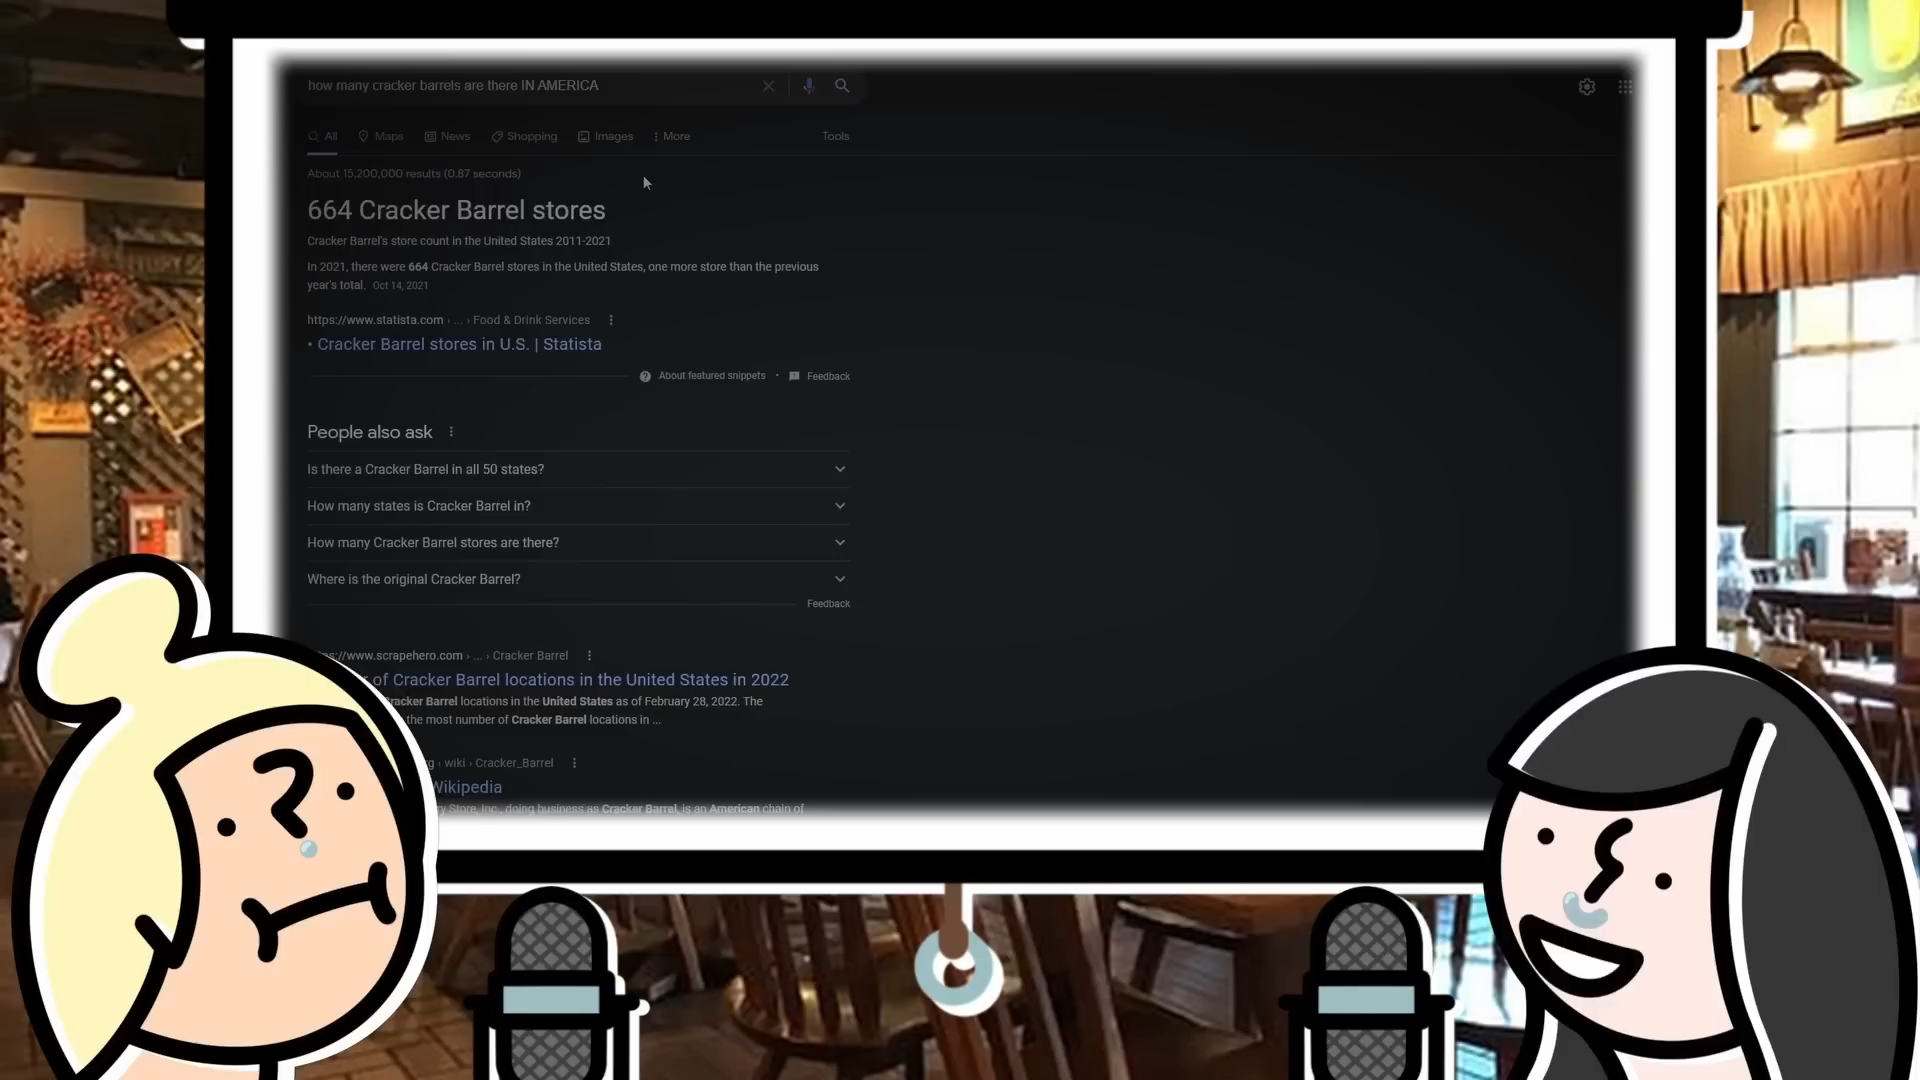 how many cracker barrels are there IN AMERICA
All Maps News Shopping Images More Tools
About 15,200,000 results (0.87 seconds)
664 Cracker Barrel stores
Cracker Barrel's store count in the United States 2011-2021
In 2021, there were 664 Cracker Barrel stores in the United States, one more store than the previous
year's total. Oct 14, 2021
https://www.statista.com › ... › Food & Drink Services
• Cracker Barrel stores in U.S. | Statista
About featured snippets • Feedback
People also ask
Is there a Cracker Barrel in all 50 states?
How many states is Cracker Barrel in?
How many Cracker Barrel stores are there?
Where is the original Cracker Barrel?
Feedback
://www.scrapehero.com › ... › Cracker Barrel
of Cracker Barrel locations in the United States in 2022
Cracker Barrel locations in the United States as of February 28, 2022. The
the most number of Cracker Barrel locations in ...
› wiki › Cracker_Barrel
Wikipedia
Store, Inc., doing business as Cracker Barrel, is an American chain of